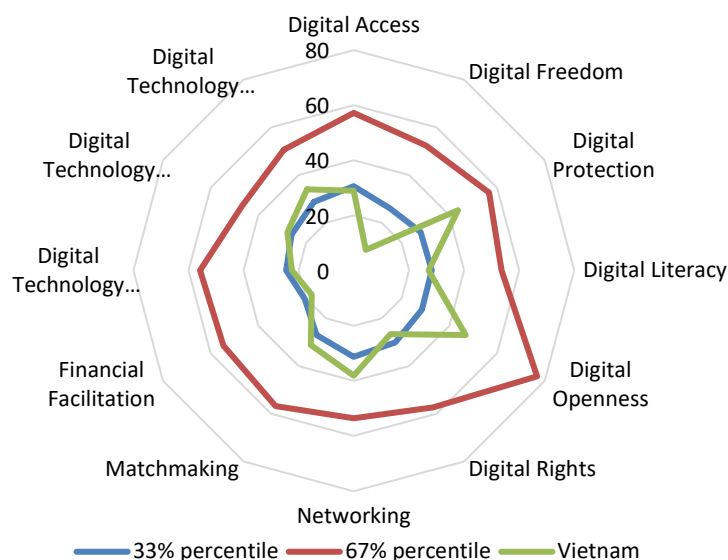 Digital Access
80
Digital Freedom
Digital
Protection
Digital Literacy
Digital
Openness
Digital Rights
Networking
Matchmaking
Financial
Facilitation
Digital
Technology...
Digital
Technology...
Digital
Technology...
60
40
20
0
33% percentile
67% percentile
Vietnam